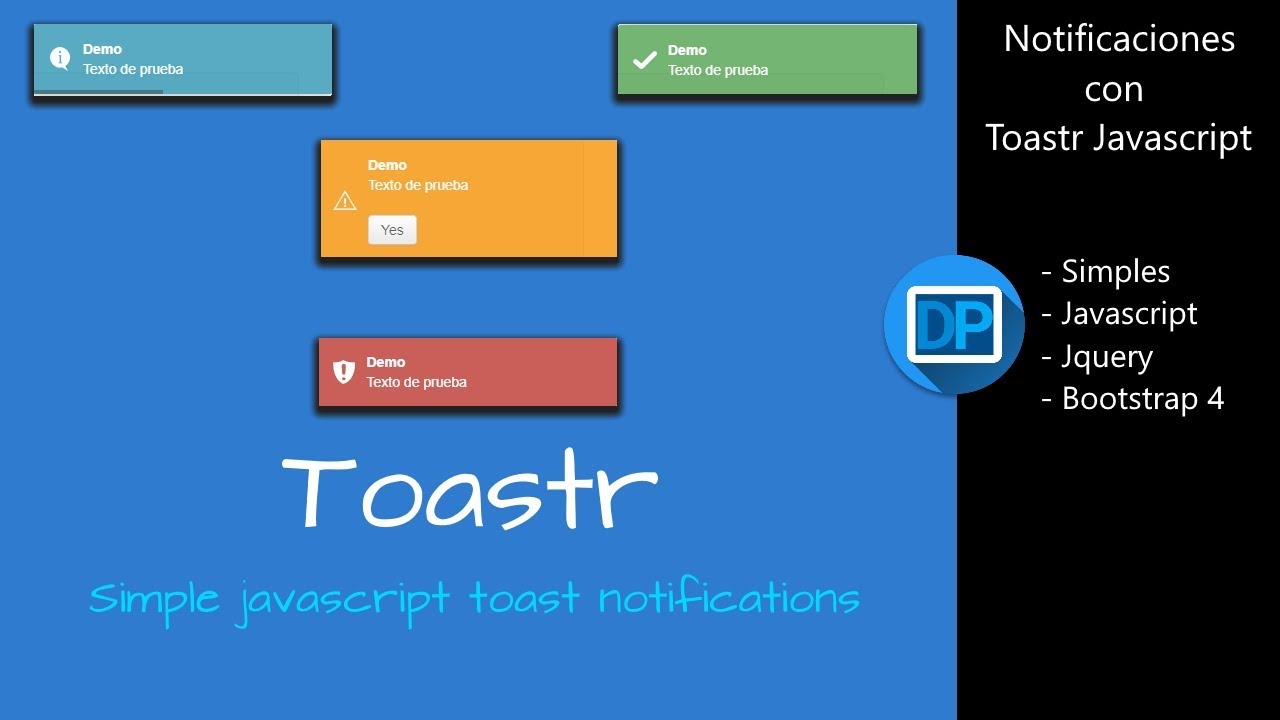 Demo
Texto de prueba
Demo
Texto de prueba
Demo
Texto de prueba
Yes
Demo
Texto de prueba
Toastr
Simple javascript toast notifications
Notificaciones
con
Toastr Javascript
DP
- Simples
- Javascript
- Jquery
- Bootstrap 4